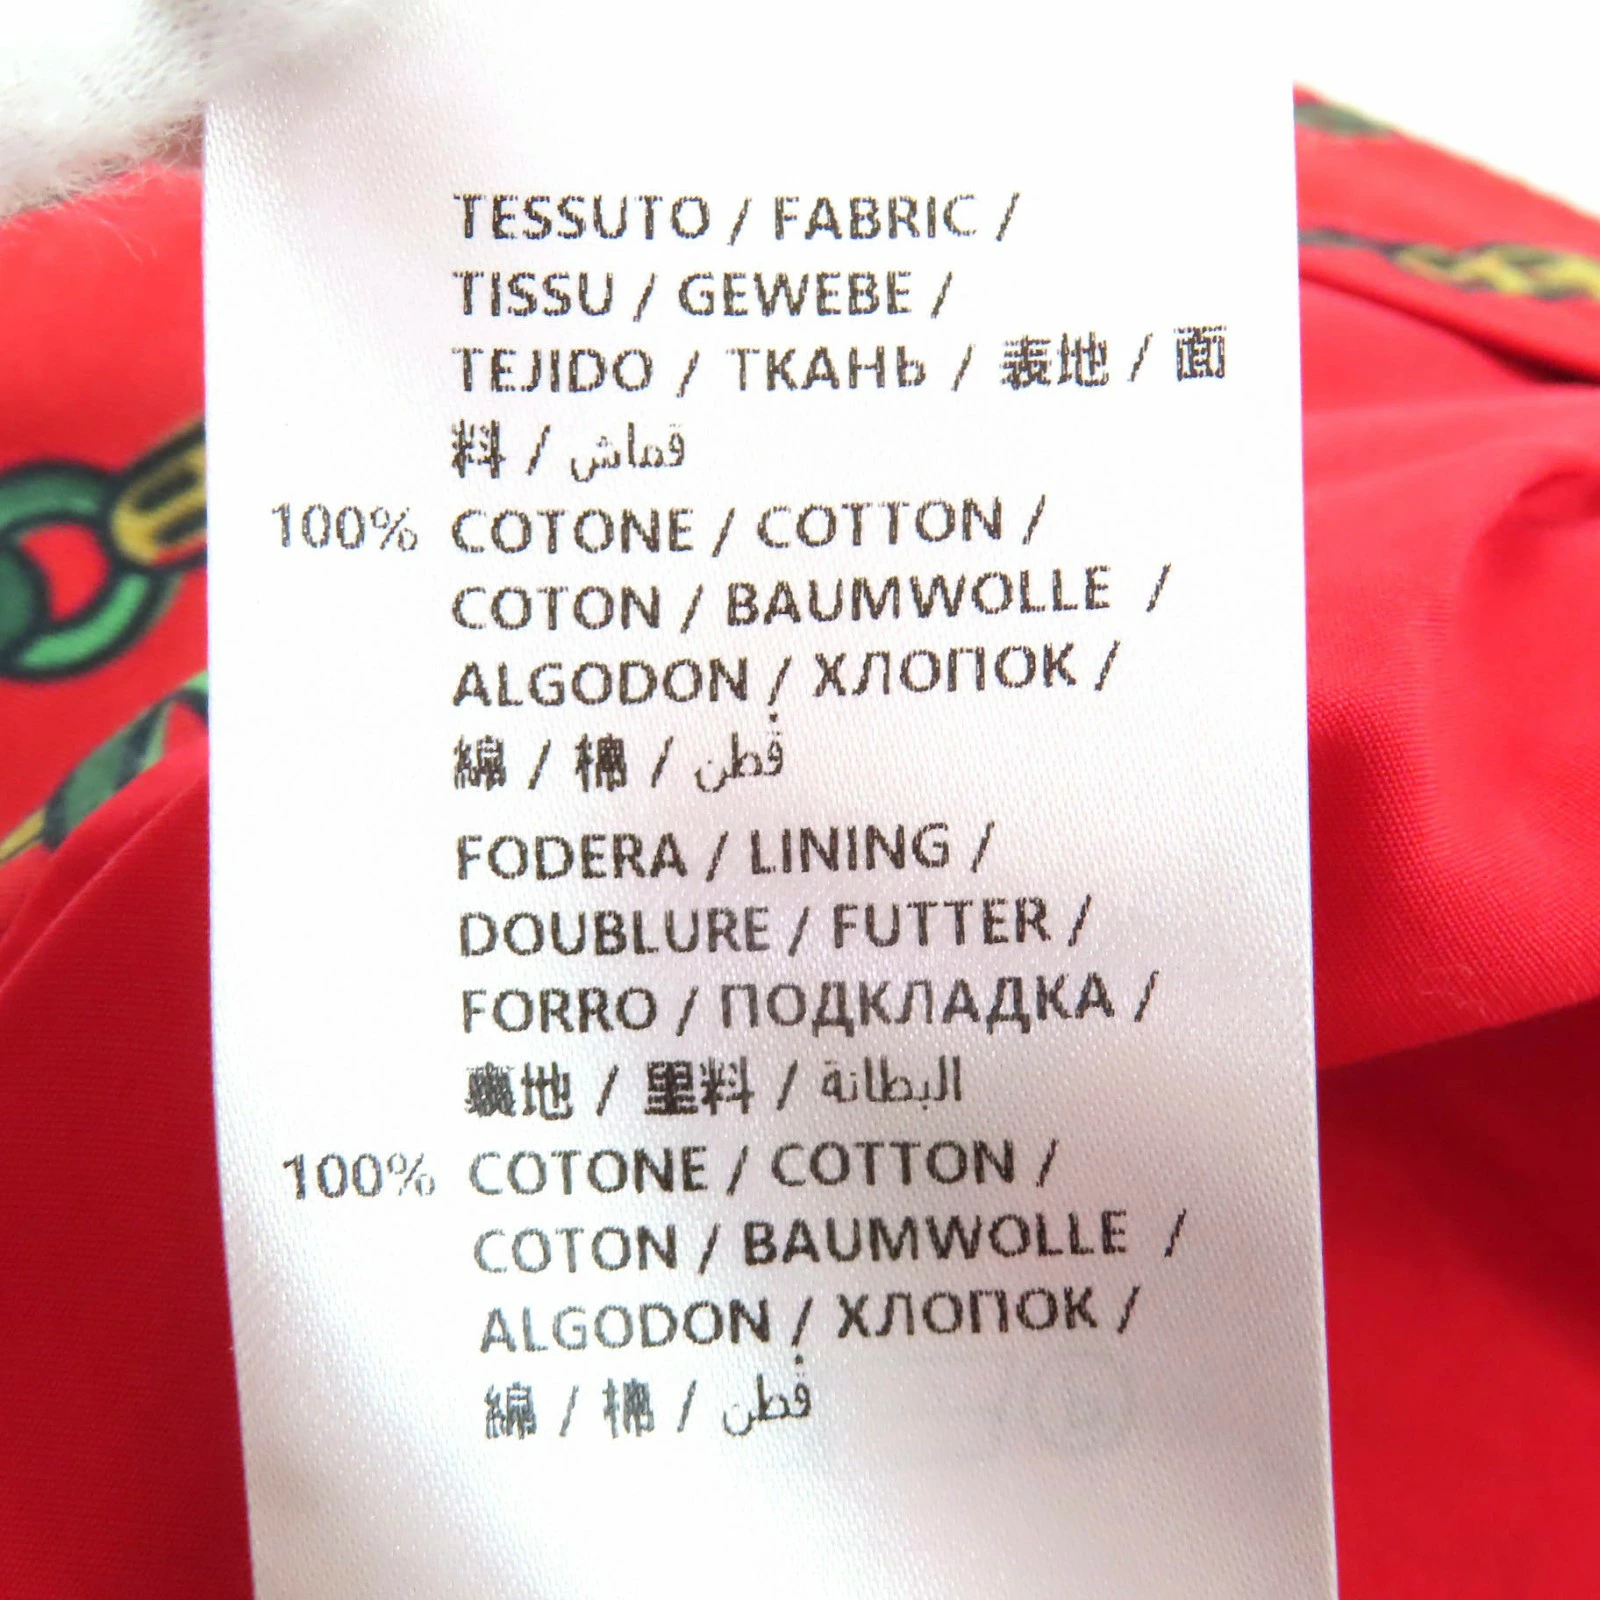 TESSUTO / FABRIC /
TISSU / GEWEBE /
TEJIDO / ТКАНЬ / 表地 / 面
料 / قماش
100% COTONE / COTTON /
COTON / BAUMWOLLE /
ALGODON / ХЛОПОК /
綿 / 棉 / قطن
FODERA / LINING /
DOUBLURE / FUTTER /
FORRO / ПОДКЛАДКА /
裏地 / 里料 / البطانة
100% COTONE / COTTON /
COTON / BAUMWOLLE /
ALGODON / ХЛОПОК /
綿 / 棉 / قطن